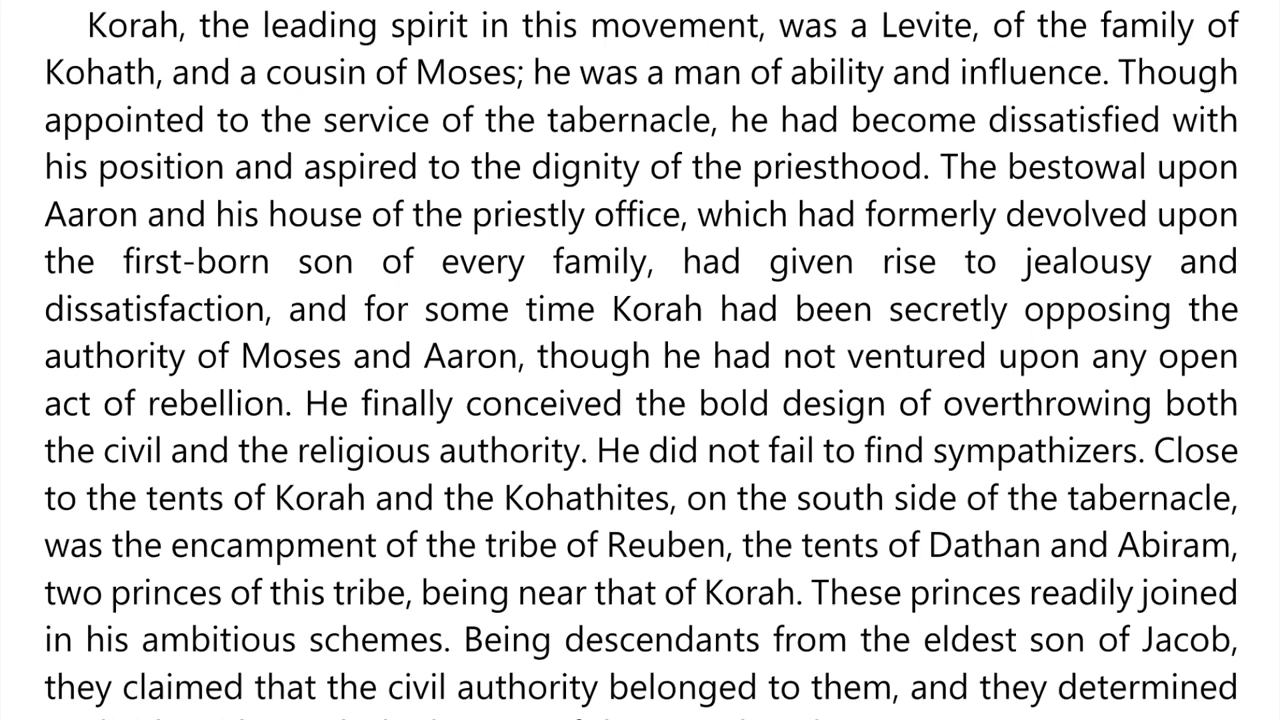 Korah, the leading spirit in this movement, was a Levite, of the family of
Kohath, and a cousin of Moses; he was a man of ability and influence. Though
appointed to the service of the tabernacle, he had become dissatisfied with
his position and aspired to the dignity of the priesthood. The bestowal upon
Aaron and his house of the priestly office, which had formerly devolved upon
the first-born son of every family, had given rise to jealousy and
dissatisfaction, and for some time Korah had been secretly opposing the
authority of Moses and Aaron, though he had not ventured upon any open
act of rebellion. He finally conceived the bold design of overthrowing both
the civil and the religious authority. He did not fail to find sympathizers. Close
to the tents of Korah and the Kohathites, on the south side of the tabernacle,
was the encampment of the tribe of Reuben, the tents of Dathan and Abiram,
two princes of this tribe, being near that of Korah. These princes readily joined
in his ambitious schemes. Being descendants from the eldest son of Jacob,
they claimed that the civil authority belonged to them, and they determined